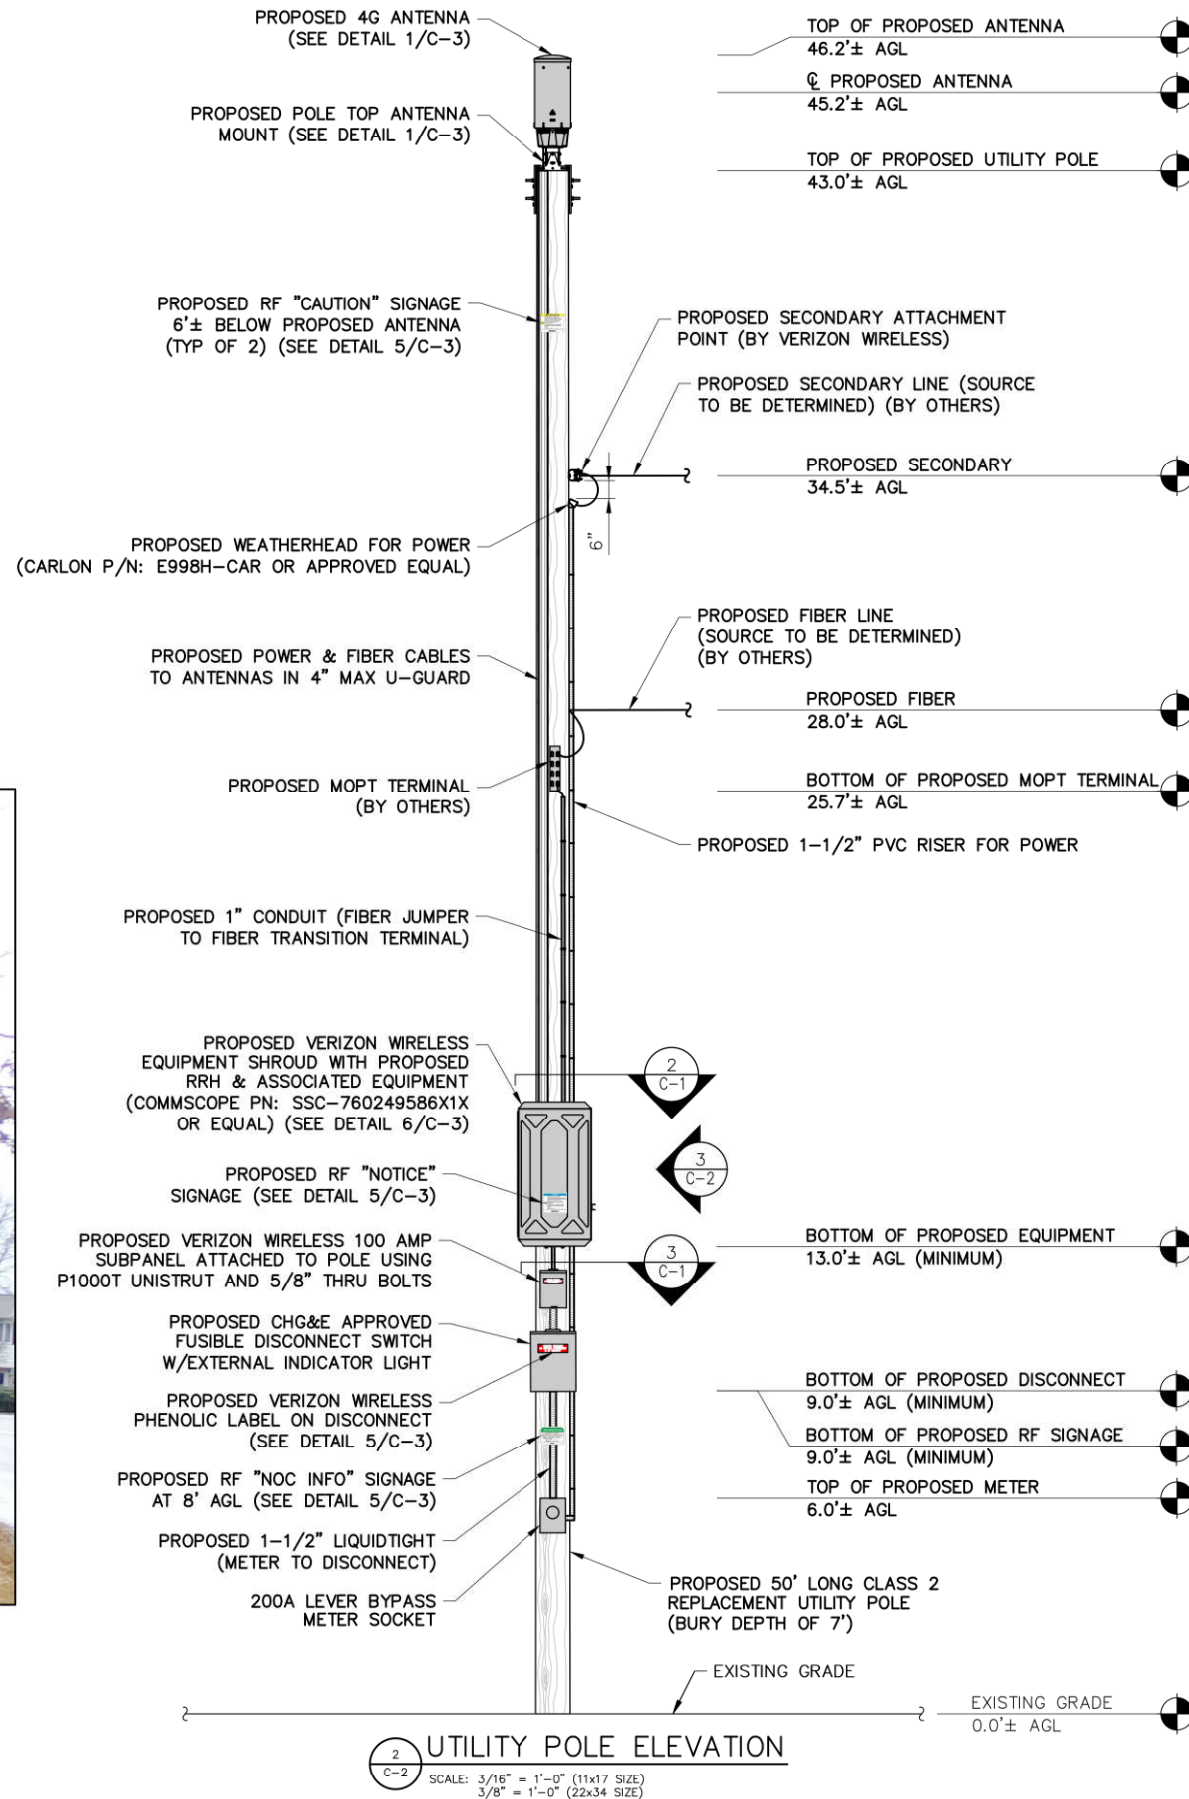 PROPOSED 4G ANTENNA
(SEE DETAIL 1/C-3)
PROPOSED POLE TOP ANTENNA
MOUNT (SEE DETAIL 1/C-3)
PROPOSED RF "CAUTION" SIGNAGE
6'± BELOW PROPOSED ANTENNA
(TYP OF 2) (SEE DETAIL 5/C-3)
PROPOSED WEATHERHEAD FOR POWER
(CARLON P/N: E998H-CAR OR APPROVED EQUAL)
PROPOSED POWER & FIBER CABLES
TO ANTENNAS IN 4" MAX U-GUARD
PROPOSED MOPT TERMINAL
(BY OTHERS)
PROPOSED 1" CONDUIT (FIBER JUMPER
TO FIBER TRANSITION TERMINAL)
PROPOSED VERIZON WIRELESS
EQUIPMENT SHROUD WITH PROPOSED
RRH & ASSOCIATED EQUIPMENT
(COMMSCOPE PN: SSC-760249586X1X
OR EQUAL) (SEE DETAIL 6/C-3)
PROPOSED RF "NOTICE"
SIGNAGE (SEE DETAIL 5/C-3)
PROPOSED VERIZON WIRELESS 100 AMP
SUBPANEL ATTACHED TO POLE USING
P1000T UNISTRUT AND 5/8" THRU BOLTS
PROPOSED CHG&E APPROVED
FUSIBLE DISCONNECT SWITCH
W/EXTERNAL INDICATOR LIGHT
PROPOSED VERIZON WIRELESS
PHENOLIC LABEL ON DISCONNECT
(SEE DETAIL 5/C-3)
PROPOSED RF "NOC INFO" SIGNAGE
AT 8' AGL (SEE DETAIL 5/C-3)
PROPOSED 1-1/2" LIQUIDTIGHT
(METER TO DISCONNECT)
200A LEVER BYPASS
METER SOCKET
PROPOSED SECONDARY ATTACHMENT
POINT (BY VERIZON WIRELESS)
PROPOSED SECONDARY LINE (SOURCE
TO BE DETERMINED) (BY OTHERS)
6"
PROPOSED FIBER LINE
(SOURCE TO BE DETERMINED)
(BY OTHERS)
PROPOSED 1-1/2" PVC RISER FOR POWER
2
C-1
3
C-2
3
C-1
PROPOSED 50' LONG CLASS 2
REPLACEMENT UTILITY POLE
(BURY DEPTH OF 7')
EXISTING GRADE
TOP OF PROPOSED ANTENNA
46.2'± AGL
℄ PROPOSED ANTENNA
45.2'± AGL
TOP OF PROPOSED UTILITY POLE
43.0'± AGL
PROPOSED SECONDARY
34.5'± AGL
PROPOSED FIBER
28.0'± AGL
BOTTOM OF PROPOSED MOPT TERMINAL
25.7'± AGL
BOTTOM OF PROPOSED EQUIPMENT
13.0'± AGL (MINIMUM)
BOTTOM OF PROPOSED DISCONNECT
9.0'± AGL (MINIMUM)
BOTTOM OF PROPOSED RF SIGNAGE
9.0'± AGL (MINIMUM)
TOP OF PROPOSED METER
6.0'± AGL
EXISTING GRADE
0.0'± AGL
2
C-2
UTILITY POLE ELEVATION
SCALE: 3/16" = 1'-0" (11x17 SIZE)
3/8" = 1'-0" (22x34 SIZE)